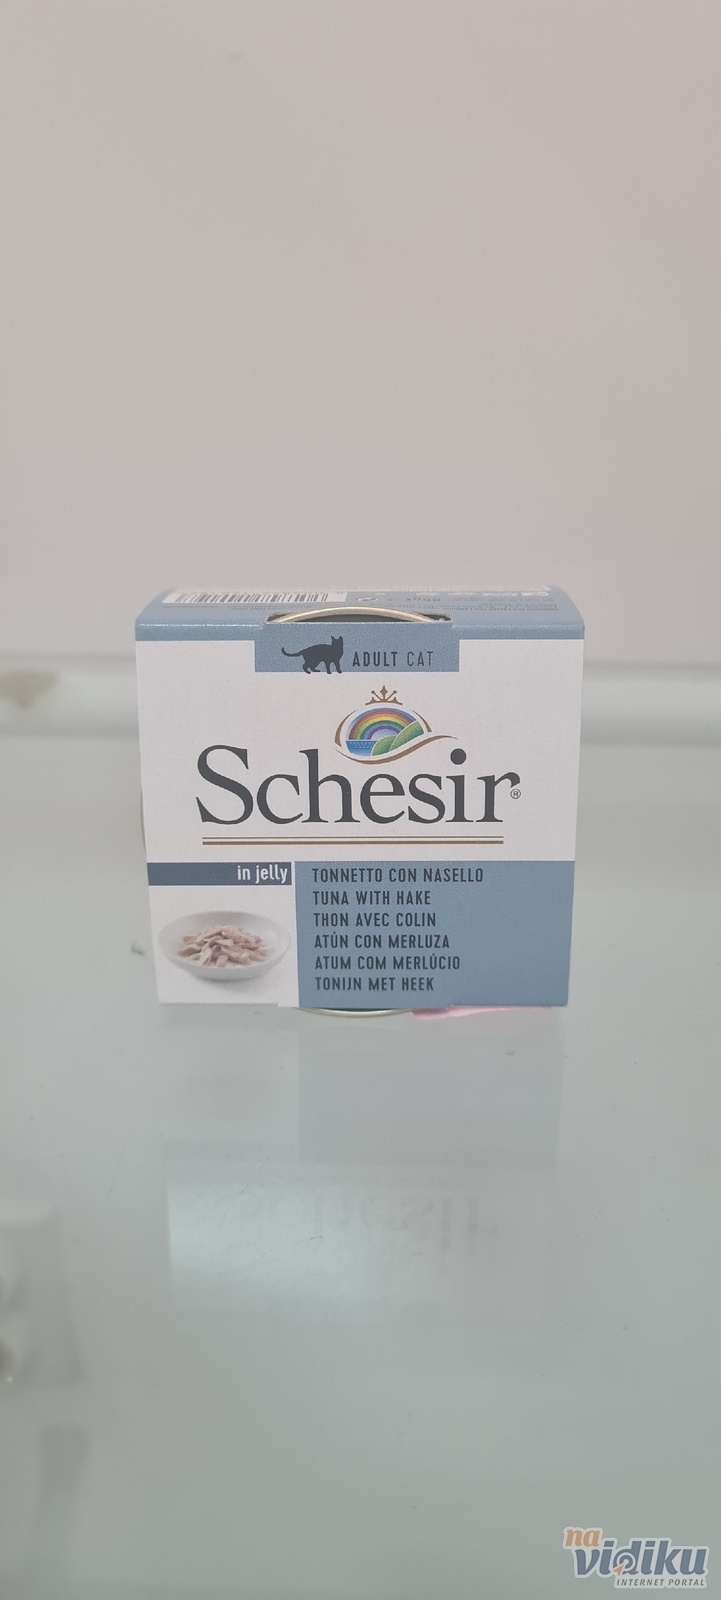 ADULT CAT
Schesir®
in jelly
TONNETTO CON NASELLO
TUNA WITH HAKE
THON AVEC COLIN
ATÚN CON MERLUZA
ATUM COM MERLÚCIO
TONIJN MET HEEK
na
vidiku
INTERNET PORTAL